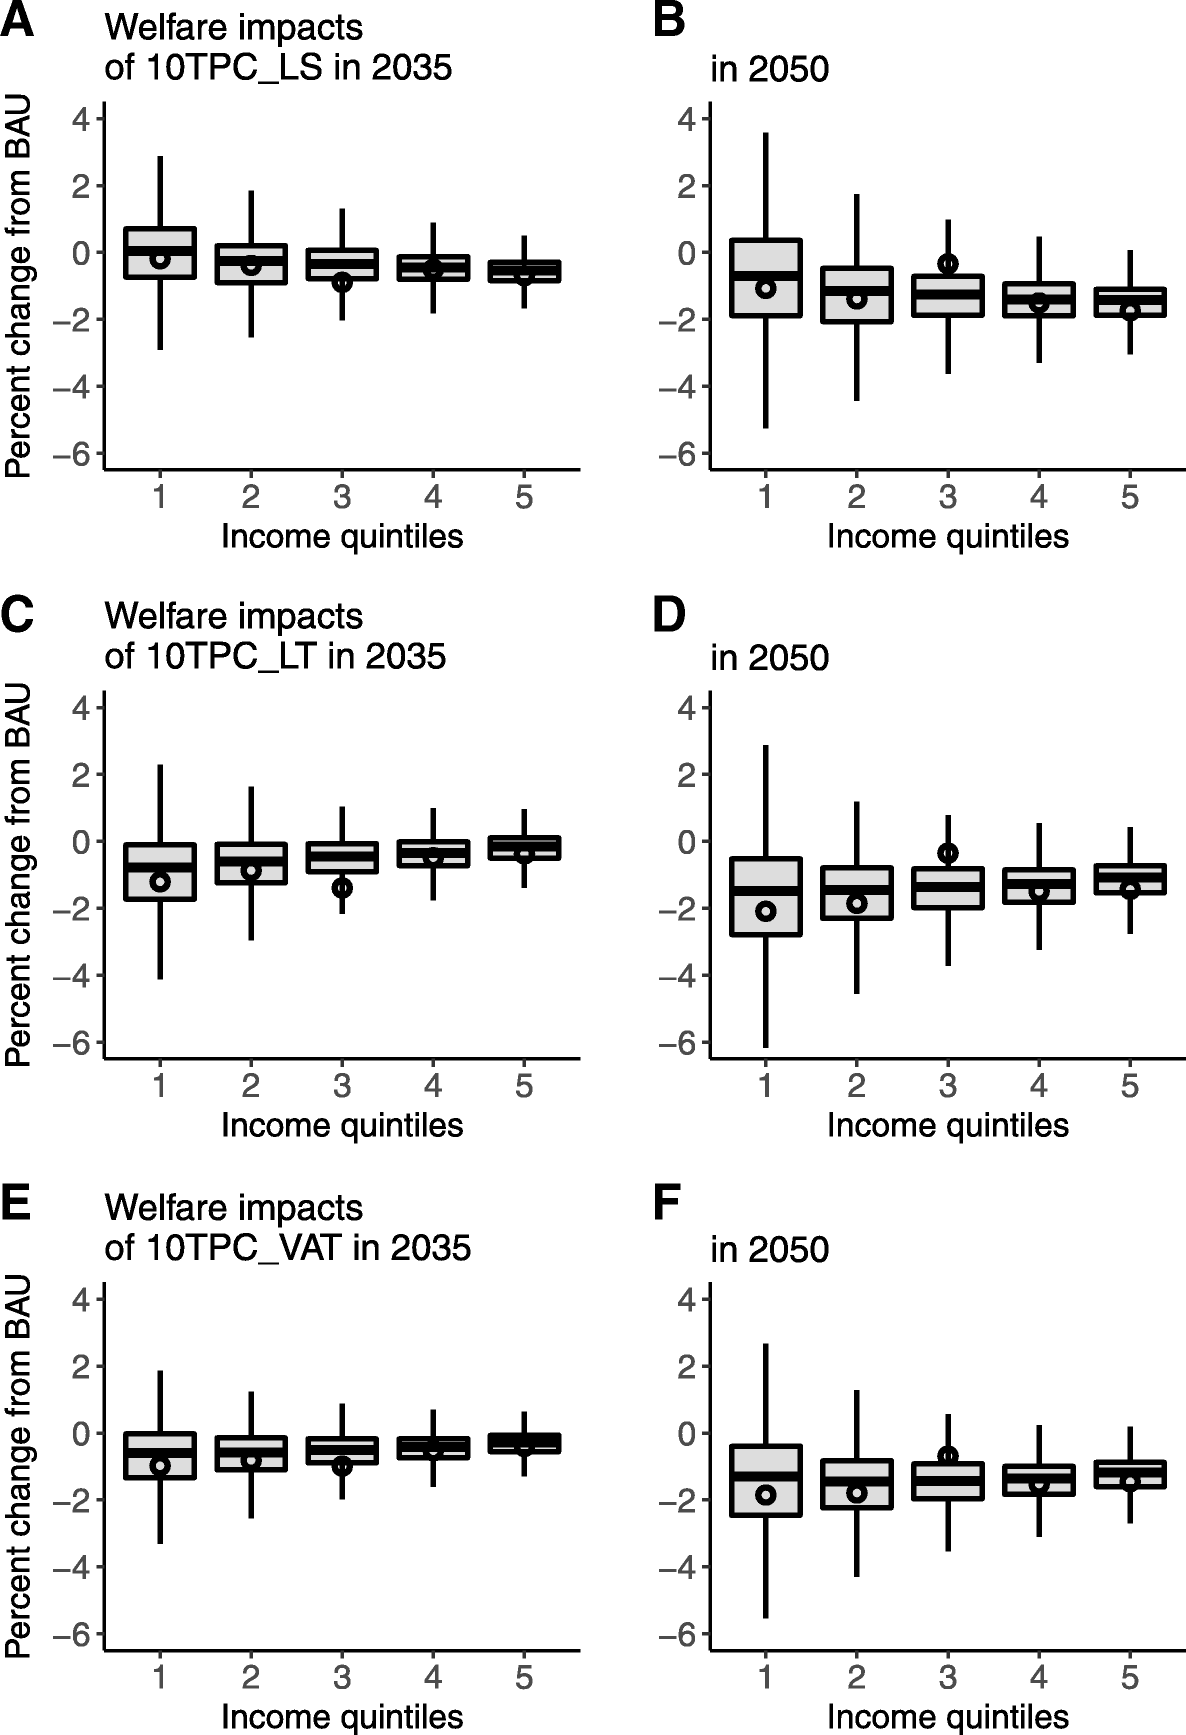 A
Welfare impacts
of 10TPC_LS in 2035
Percent change from BAU
4
2
0
−2
−4
−6
1 2 3 4 5
Income quintiles
B
in 2050
4
2
0
−2
−4
−6
1 2 3 4 5
Income quintiles
C
Welfare impacts
of 10TPC_LT in 2035
Percent change from BAU
4
2
0
−2
−4
−6
1 2 3 4 5
Income quintiles
D
in 2050
4
2
0
−2
−4
−6
1 2 3 4 5
Income quintiles
E
Welfare impacts
of 10TPC_VAT in 2035
Percent change from BAU
4
2
0
−2
−4
−6
1 2 3 4 5
Income quintiles
F
in 2050
4
2
0
−2
−4
−6
1 2 3 4 5
Income quintiles